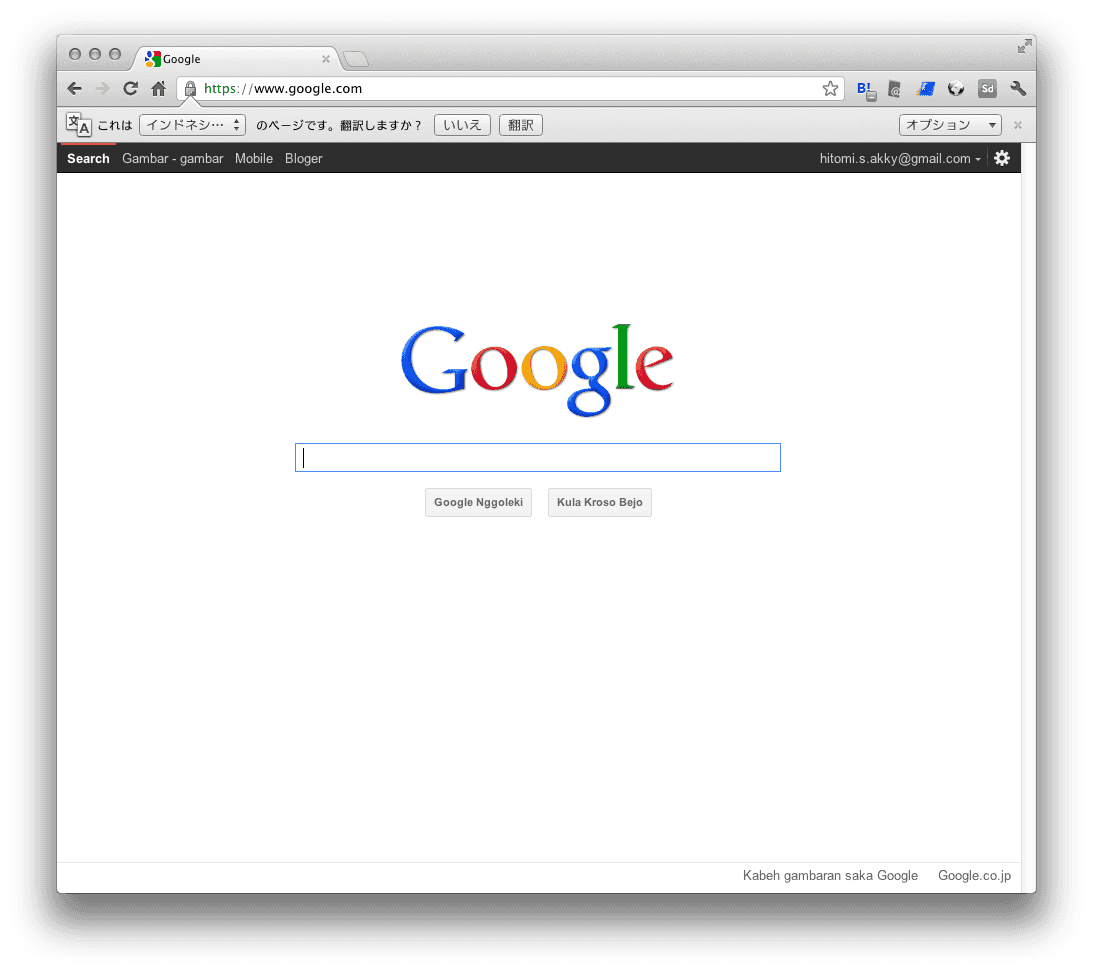 Google
https://www.google.com
B!
Sd
文A これは インドネシ… のページです。翻訳しますか？ いいえ 翻訳 オプション
Search Gambar - gambar Mobile Bloger hitomi.s.akky@gmail.com
Google
Google Nggoleki Kula Kroso Bejo
Kabeh gambaran saka Google Google.co.jp